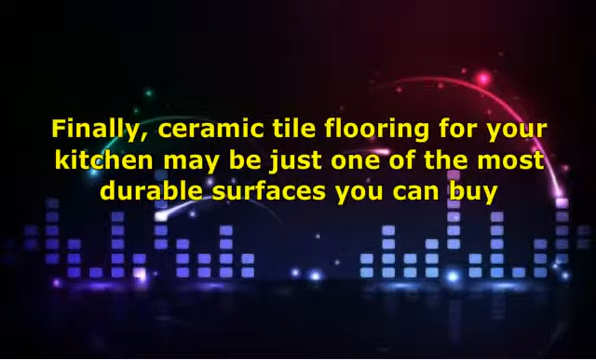 Finally, ceramic tile flooring for your
kitchen may be just one of the most
durable surfaces you can buy